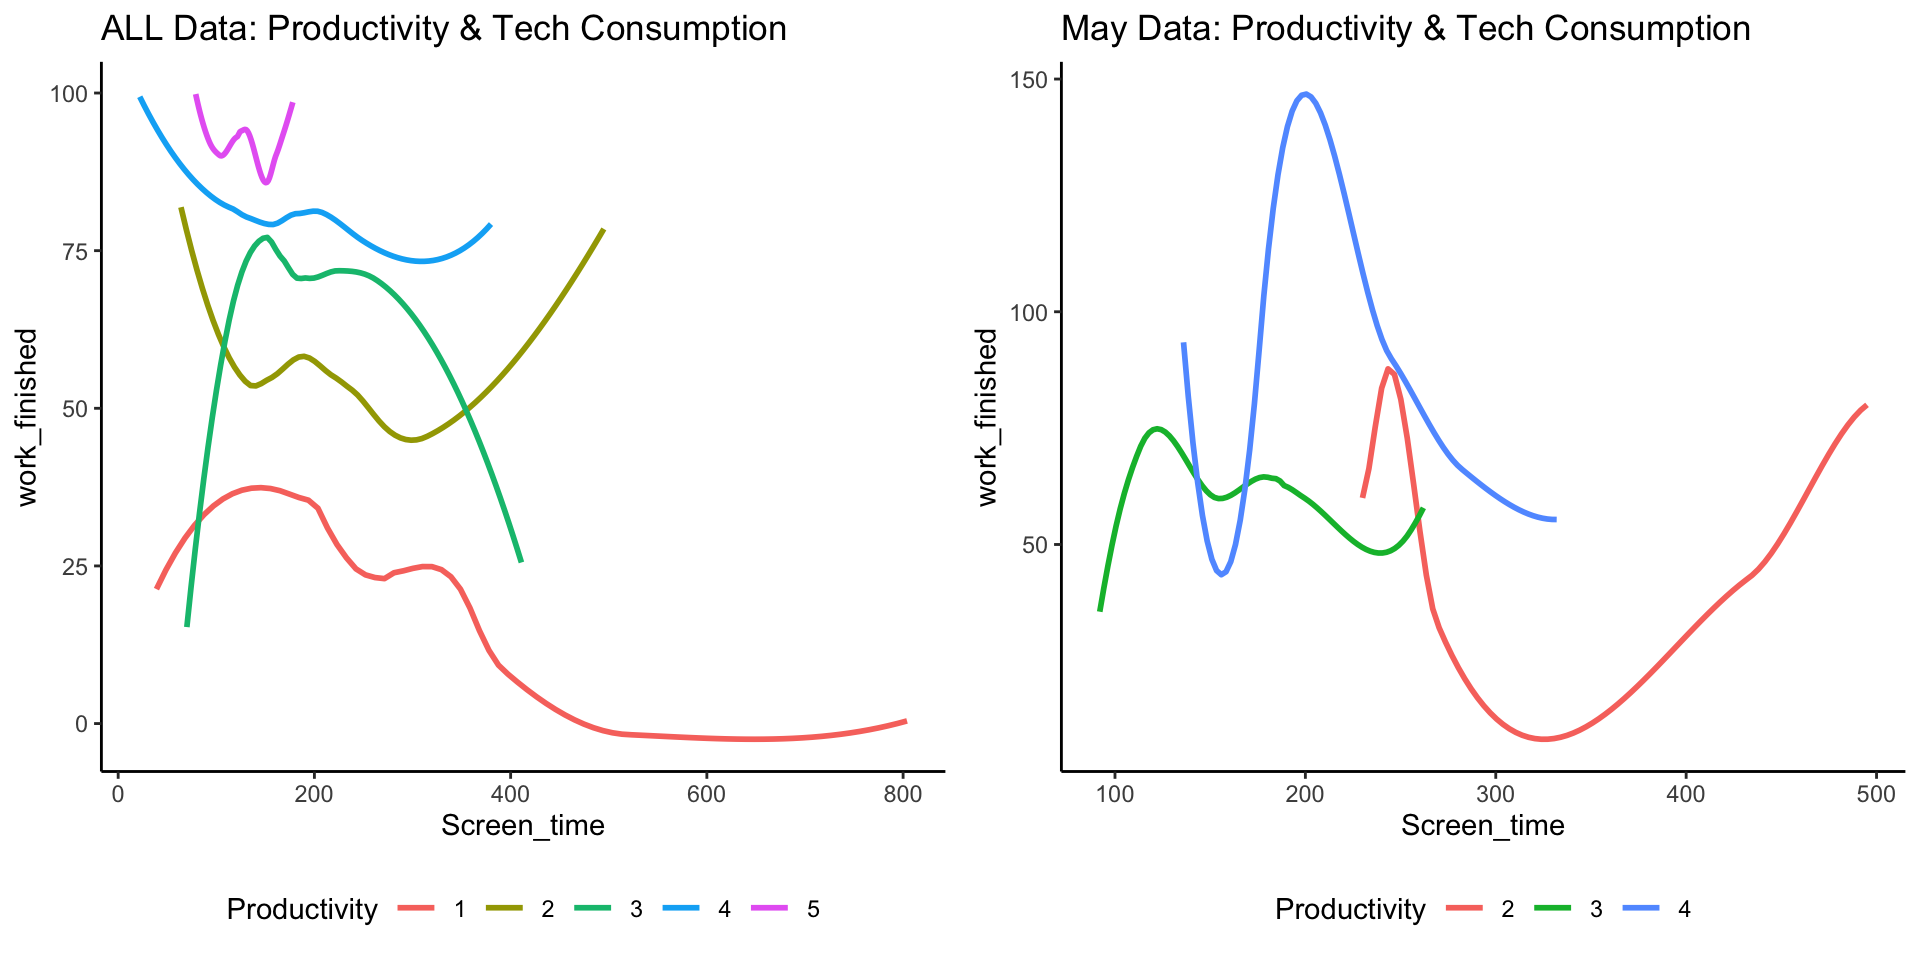 ALL Data: Productivity & Tech Consumption
100
75
50
25
0
work_finished
0 200 400 600 800
Screen_time
Productivity 1 2 3 4 5
May Data: Productivity & Tech Consumption
150
100
50
work_finished
100 200 300 400 500
Screen_time
Productivity 2 3 4